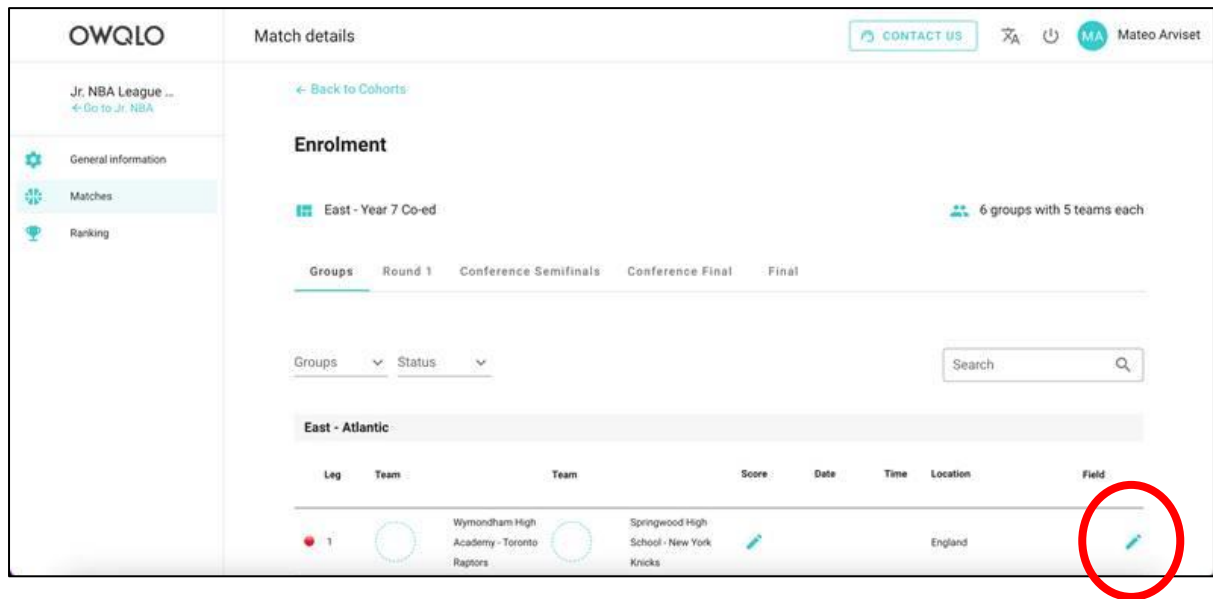 OWQLO
Match details
CONTACT US
MA
Mateo Arviset
Jr. NBA League ...
← Go to Jr. NBA
← Back to Cohorts
Enrolment
General information
Matches
Ranking
East - Year 7 Co-ed
6 groups with 5 teams each
Groups Round 1 Conference Semifinals Conference Final Final
Groups Status
Search
East - Atlantic
Leg Team Team Score Date Time Location Field
1
Wymondham High
Academy - Toronto
Raptors
Springwood High
School - New York
Knicks
England